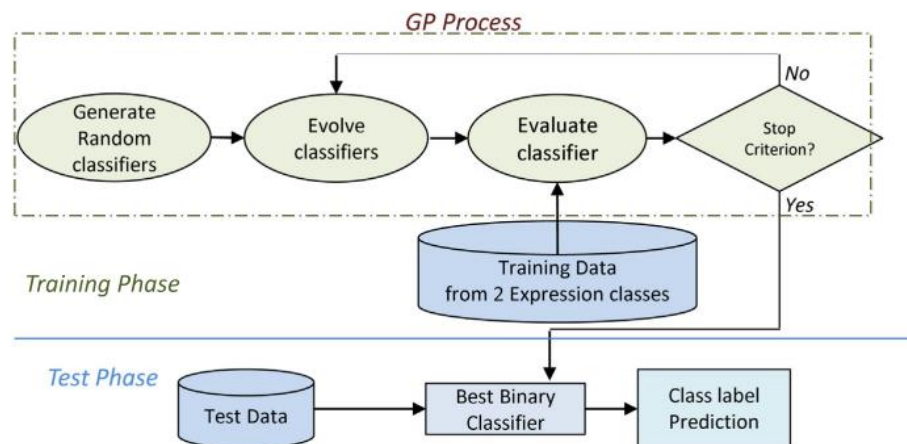 GP Process
No
Generate
Random
classifiers
Evolve
classifiers
Evaluate
classifier
Stop
Criterion?
Yes
Training Data
from 2 Expression classes
Training Phase
Test Phase
Test Data
Best Binary
Classifier
Class label
Prediction